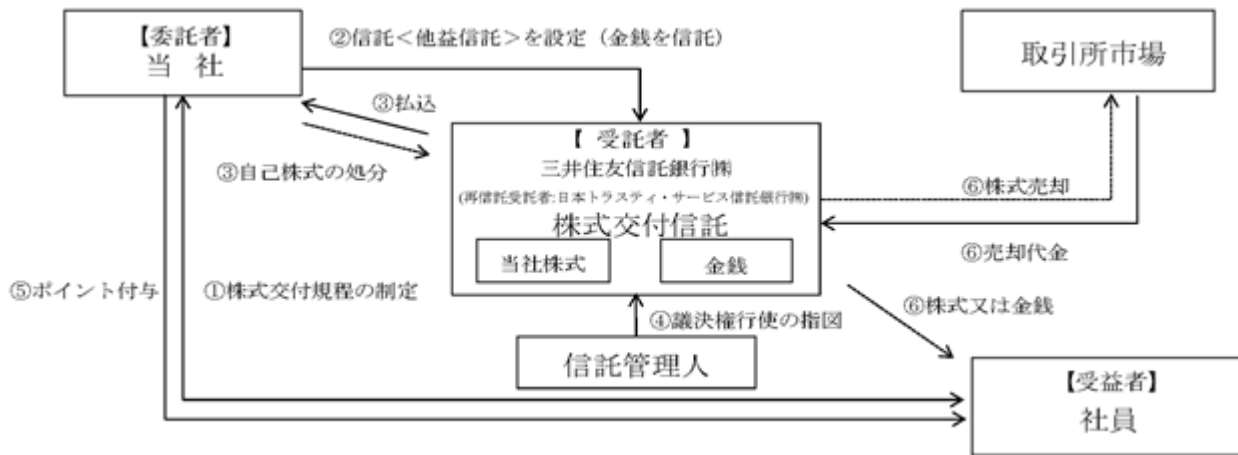 【委託者】
当 社
②信託<他益信託>を設定（金銭を信託）
取引所市場
③払込
③自己株式の処分
【 受託者 】
三井住友信託銀行㈱
(再信託受託者:日本トラスティ・サービス信託銀行㈱)
株式交付信託
当社株式
金銭
⑥株式売却
⑥売却代金
⑤ポイント付与
①株式交付規程の制定
④議決権行使の指図
⑥株式又は金銭
信託管理人
【受益者】
社員